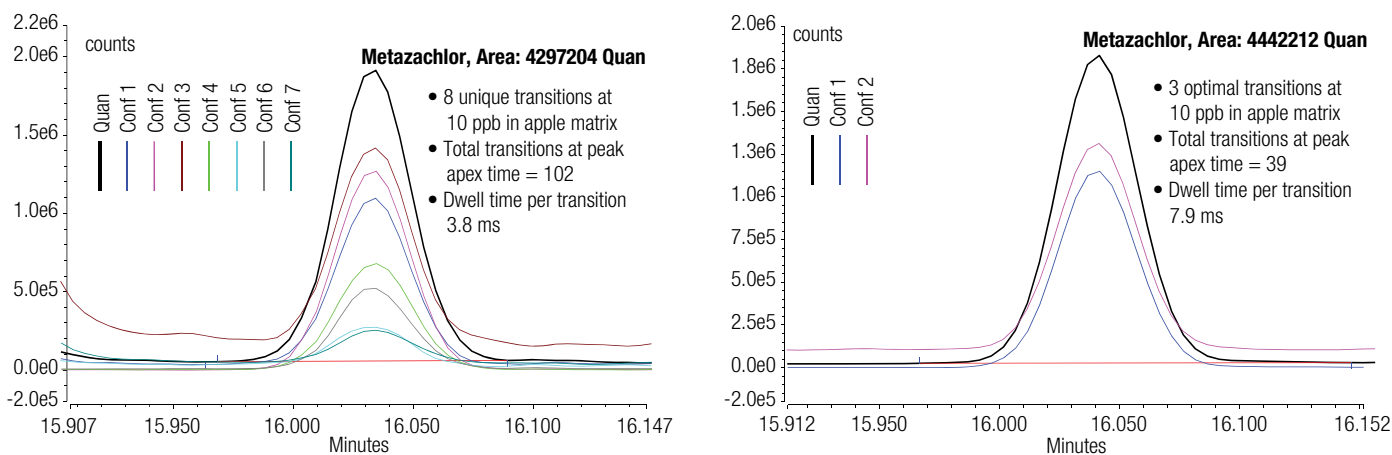 2.2e6
2.0e6
1.5e6
1.0e6
5.0e5
0.0e0
-2.0e5
counts
Quan
Conf 1
Conf 2
Conf 3
Conf 4
Conf 5
Conf 6
Conf 7
Metazachlor, Area: 4297204 Quan
• 8 unique transitions at
10 ppb in apple matrix
• Total transitions at peak
apex time = 102
• Dwell time per transition
3.8 ms
15.907
15.950
16.000
16.050
16.100
16.147
Minutes
2.0e6
1.8e6
1.5e6
1.3e6
1.0e6
7.5e5
5.0e5
2.5e5
0.0e0
-2.0e5
counts
Quan
Conf 1
Conf 2
Metazachlor, Area: 4442212 Quan
• 3 optimal transitions at
10 ppb in apple matrix
• Total transitions at peak
apex time = 39
• Dwell time per transition
7.9 ms
15.912
15.950
16.000
16.050
16.100
16.152
Minutes